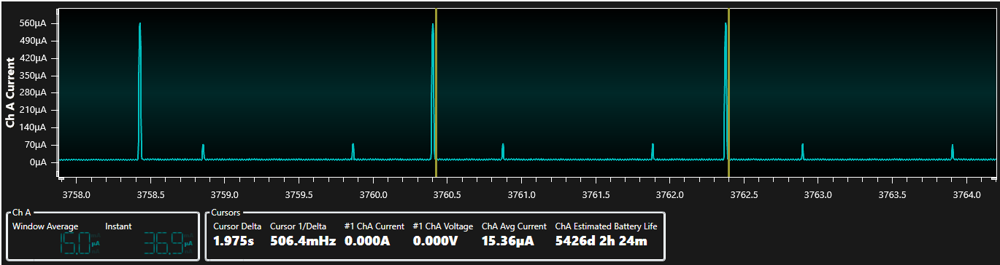 Ch A Current
560µA
490µA
420µA
350µA
280µA
210µA
140µA
70µA
0µA
3758.0 3758.5 3759.0 3759.5 3760.0 3760.5 3761.0 3761.5 3762.0 3762.5 3763.0 3763.5 3764.0
Ch A
Window Average Instant
15.0 µA 36.9 µA
Cursors
Cursor Delta Cursor 1/Delta #1 ChA Current #1 ChA Voltage ChA Avg Current ChA Estimated Battery Life
1.975s 506.4mHz 0.000A 0.000V 15.36µA 5426d 2h 24m